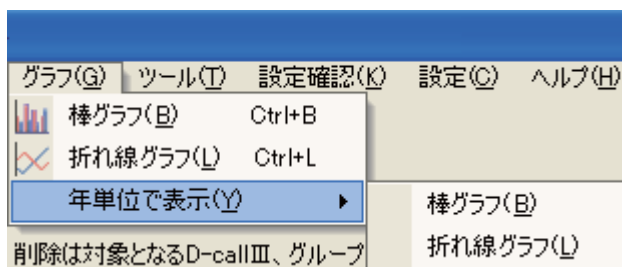 グラフ(G) ツール(T) 設定確認(K) 設定(C) ヘルプ(H)
棒グラフ(B) Ctrl+B
折れ線グラフ(L) Ctrl+L
年単位で表示(Y)
棒グラフ(B)
折れ線グラフ(L)
削除は対象となるD-callⅢ、グループ